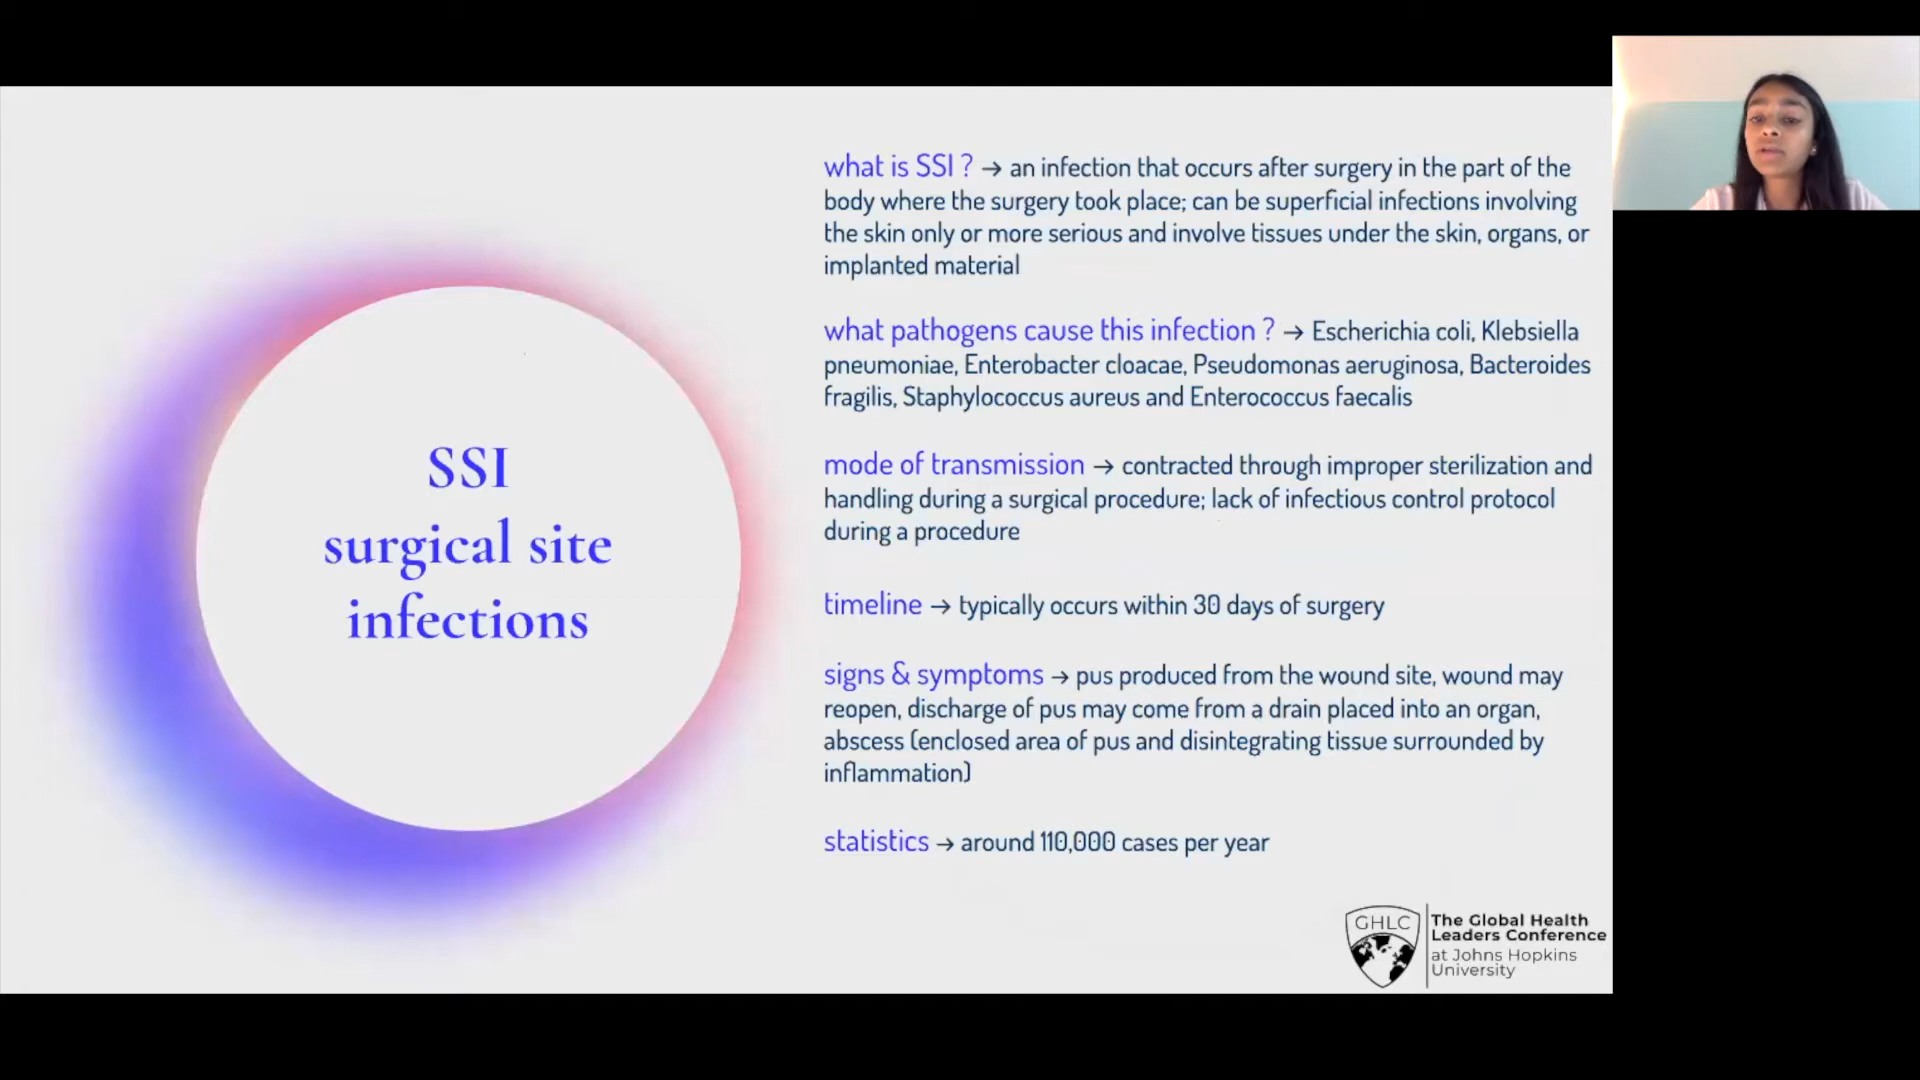 SSI
surgical site
infections
what is SSI ? → an infection that occurs after surgery in the part of the
body where the surgery took place; can be superficial infections involving
the skin only or more serious and involve tissues under the skin, organs, or
implanted material
what pathogens cause this infection ? → Escherichia coli, Klebsiella
pneumoniae, Enterobacter cloacae, Pseudomonas aeruginosa, Bacteroides
fragilis, Staphylococcus aureus and Enterococcus faecalis
mode of transmission → contracted through improper sterilization and
handling during a surgical procedure; lack of infectious control protocol
during a procedure
timeline → typically occurs within 30 days of surgery
signs & symptoms → pus produced from the wound site, wound may
reopen, discharge of pus may come from a drain placed into an organ,
abscess (enclosed area of pus and disintegrating tissue surrounded by
inflammation)
statistics → around 110,000 cases per year
GHLC
The Global Health
Leaders Conference
at Johns Hopkins
University